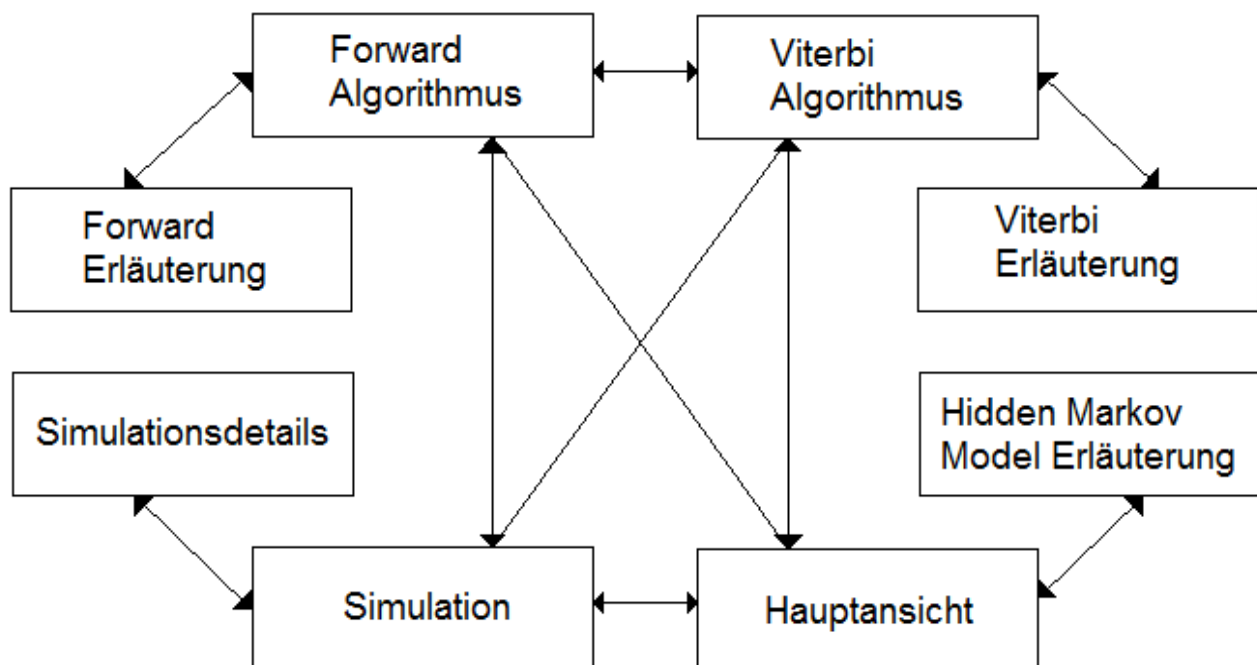 Forward
Algorithmus
Viterbi
Algorithmus
Forward
Erläuterung
Viterbi
Erläuterung
Simulationsdetails
Hidden Markov
Model Erläuterung
Simulation
Hauptansicht